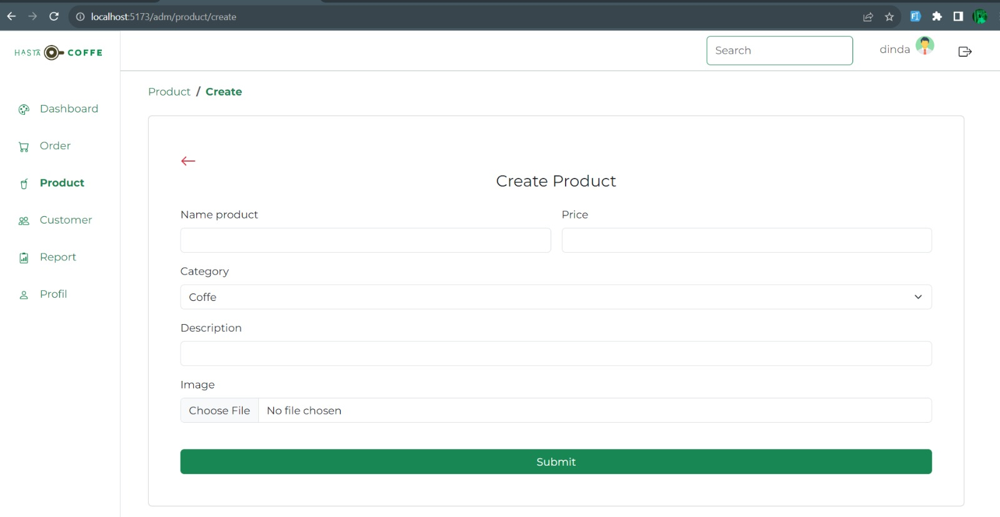 localhost:5173/adm/product/create
HASTA COFFE
Search
dinda
Product / Create
Dashboard
Order
Product
Customer
Report
Profil
Create Product
Name product
Price
Category
Coffe
Description
Image
Choose File No file chosen
Submit